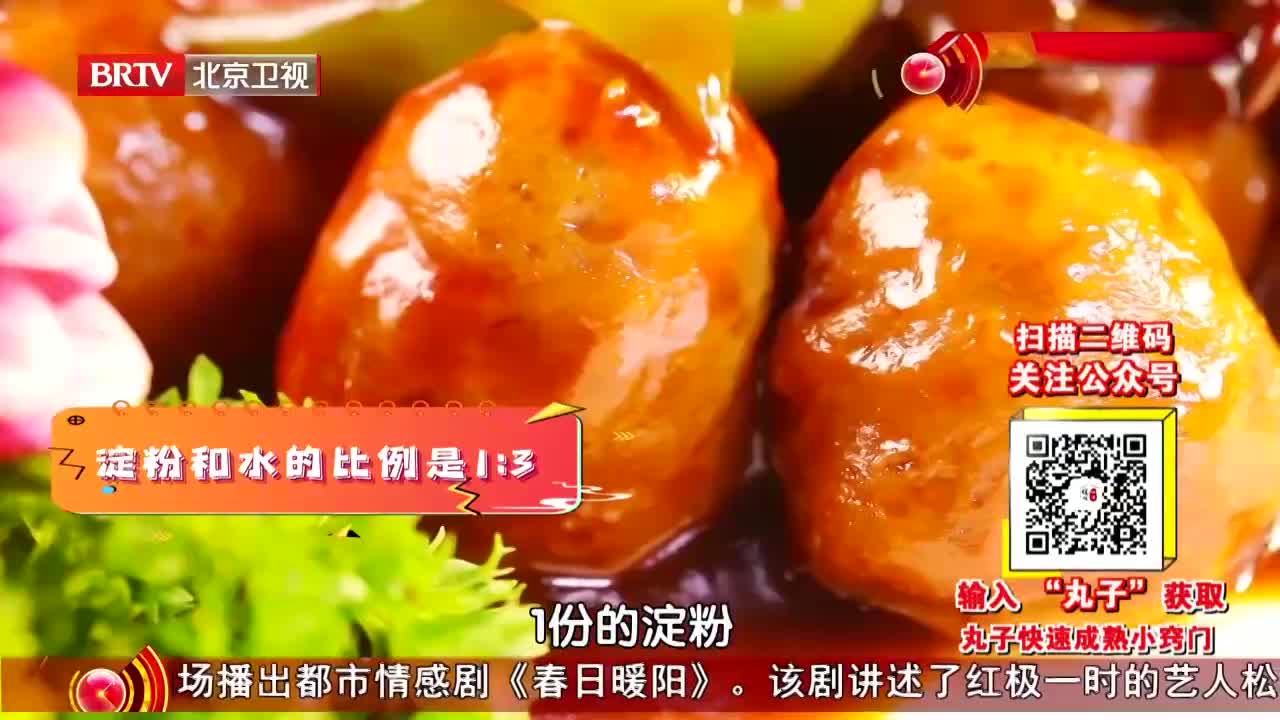 BRTV 北京卫视
扫描二维码
关注公众号
淀粉和水的比例是1:3
输入 “丸子” 获取
丸子快速成熟小窍门
1份的淀粉
场播出都市情感剧《春日暖阳》。该剧讲述了红极一时的艺人松